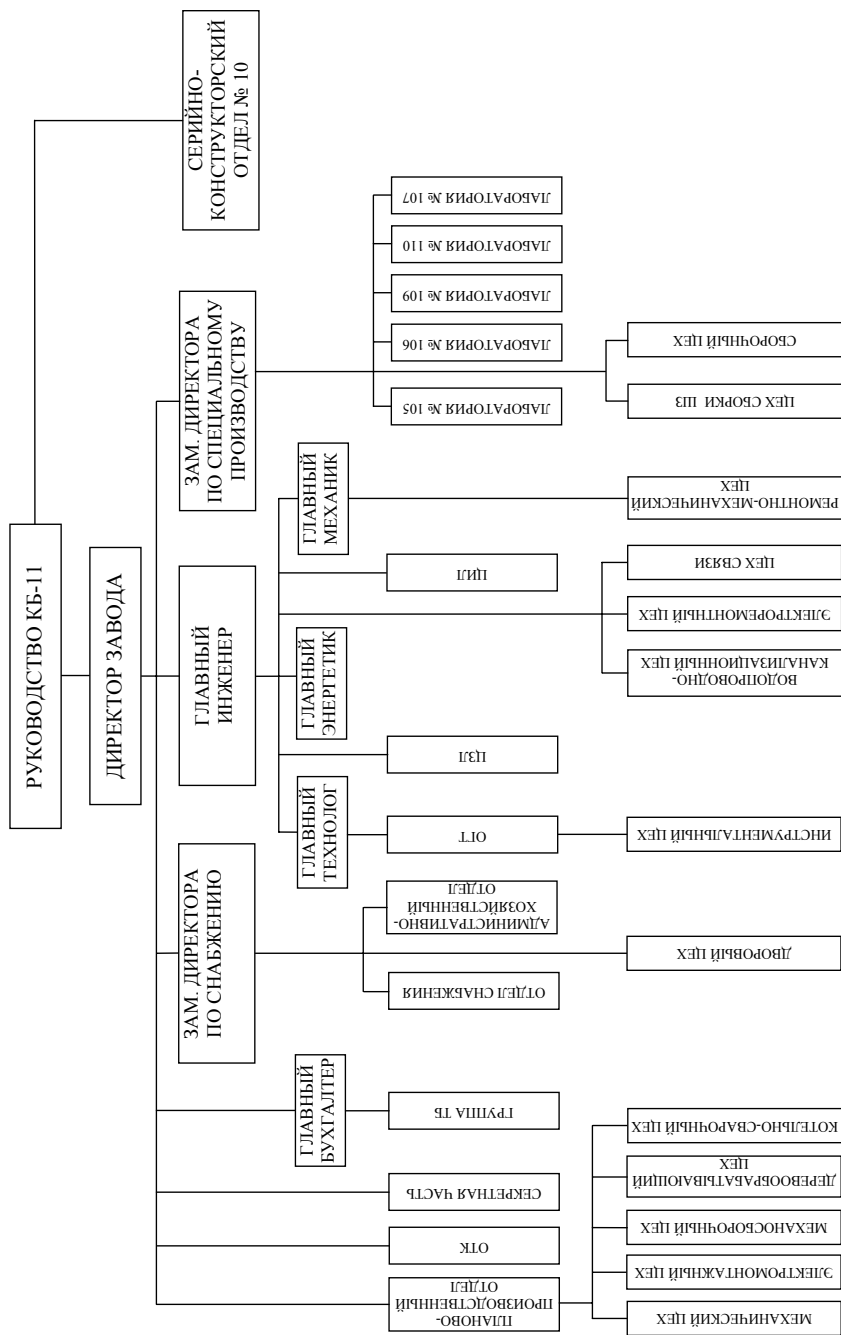 РУКОВОДСТВО КБ-11
ДИРЕКТОР ЗАВОДА
СЕРИЙНО-
КОНСТРУКТОРСКИЙ
ОТДЕЛ № 10
ЗАМ. ДИРЕКТОРА
ПО СНАБЖЕНИЮ
ГЛАВНЫЙ
ИНЖЕНЕР
ЗАМ. ДИРЕКТОРА
ПО СПЕЦИАЛЬНОМУ
ПРОИЗВОДСТВУ
ГЛАВНЫЙ
БУХГАЛТЕР
ГЛАВНЫЙ
ТЕХНОЛОГ
ГЛАВНЫЙ
ЭНЕРГЕТИК
ГЛАВНЫЙ
МЕХАНИК
ПЛАНОВО-
ПРОИЗВОДСТВЕННЫЙ
ОТДЕЛ
ОТК
СЕКРЕТНАЯ ЧАСТЬ
ГРУППА ТБ
ОТДЕЛ СНАБЖЕНИЯ
АДМИНИСТРАТИВНО-
ХОЗЯЙСТВЕННЫЙ
ОТДЕЛ
ОГТ
ЦЗЛ
ЦИЛ
ЛАБОРАТОРИЯ № 105
ЛАБОРАТОРИЯ № 106
ЛАБОРАТОРИЯ № 109
ЛАБОРАТОРИЯ № 110
ЛАБОРАТОРИЯ № 107
МЕХАНИЧЕСКИЙ ЦЕХ
ЭЛЕКТРОМОНТАЖНЫЙ ЦЕХ
МЕХАНОСБОРОЧНЫЙ ЦЕХ
ДЕРЕВООБРАБАТЫВАЮЩИЙ
ЦЕХ
КОТЕЛЬНО-СВАРОЧНЫЙ ЦЕХ
ДВОРОВЫЙ ЦЕХ
ИНСТРУМЕНТАЛЬНЫЙ ЦЕХ
ВОДОПРОВОДНО-
КАНАЛИЗАЦИОННЫЙ ЦЕХ
ЭЛЕКТРОРЕМОНТНЫЙ ЦЕХ
ЦЕХ СВЯЗИ
РЕМОНТНО-МЕХАНИЧЕСКИЙ
ЦЕХ
ЦЕХ СБОРКИ ШЗ
СБОРОЧНЫЙ ЦЕХ